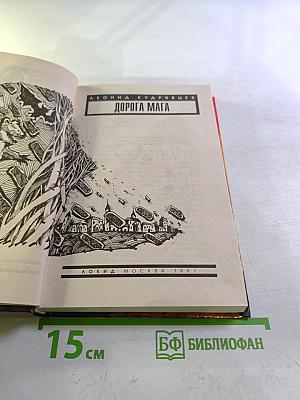 ЛЕОНИД КУДРЯВЦЕВ
ДОРОГА МАГА
ЛОКИД МОСКВА 1997
15 см
БФ БИБЛИОФАН